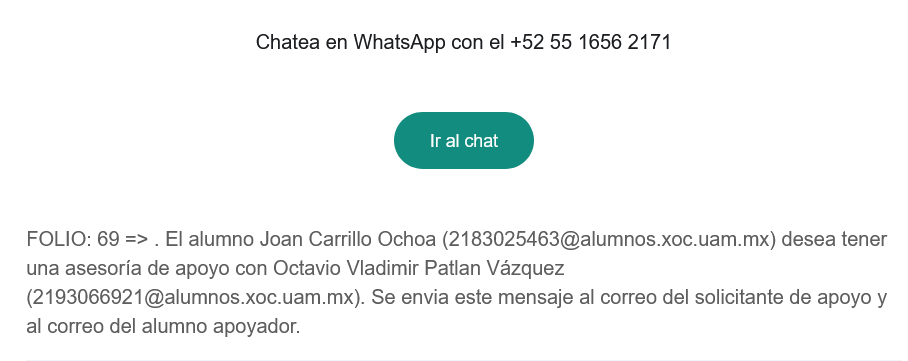 Chatea en WhatsApp con el +52 55 1656 2171
Ir al chat
FOLIO: 69 => . El alumno Joan Carrillo Ochoa (2183025463@alumnos.xoc.uam.mx) desea tener
una asesoría de apoyo con Octavio Vladimir Patlan Vázquez
(2193066921@alumnos.xoc.uam.mx). Se envia este mensaje al correo del solicitante de apoyo y
al correo del alumno apoyador.